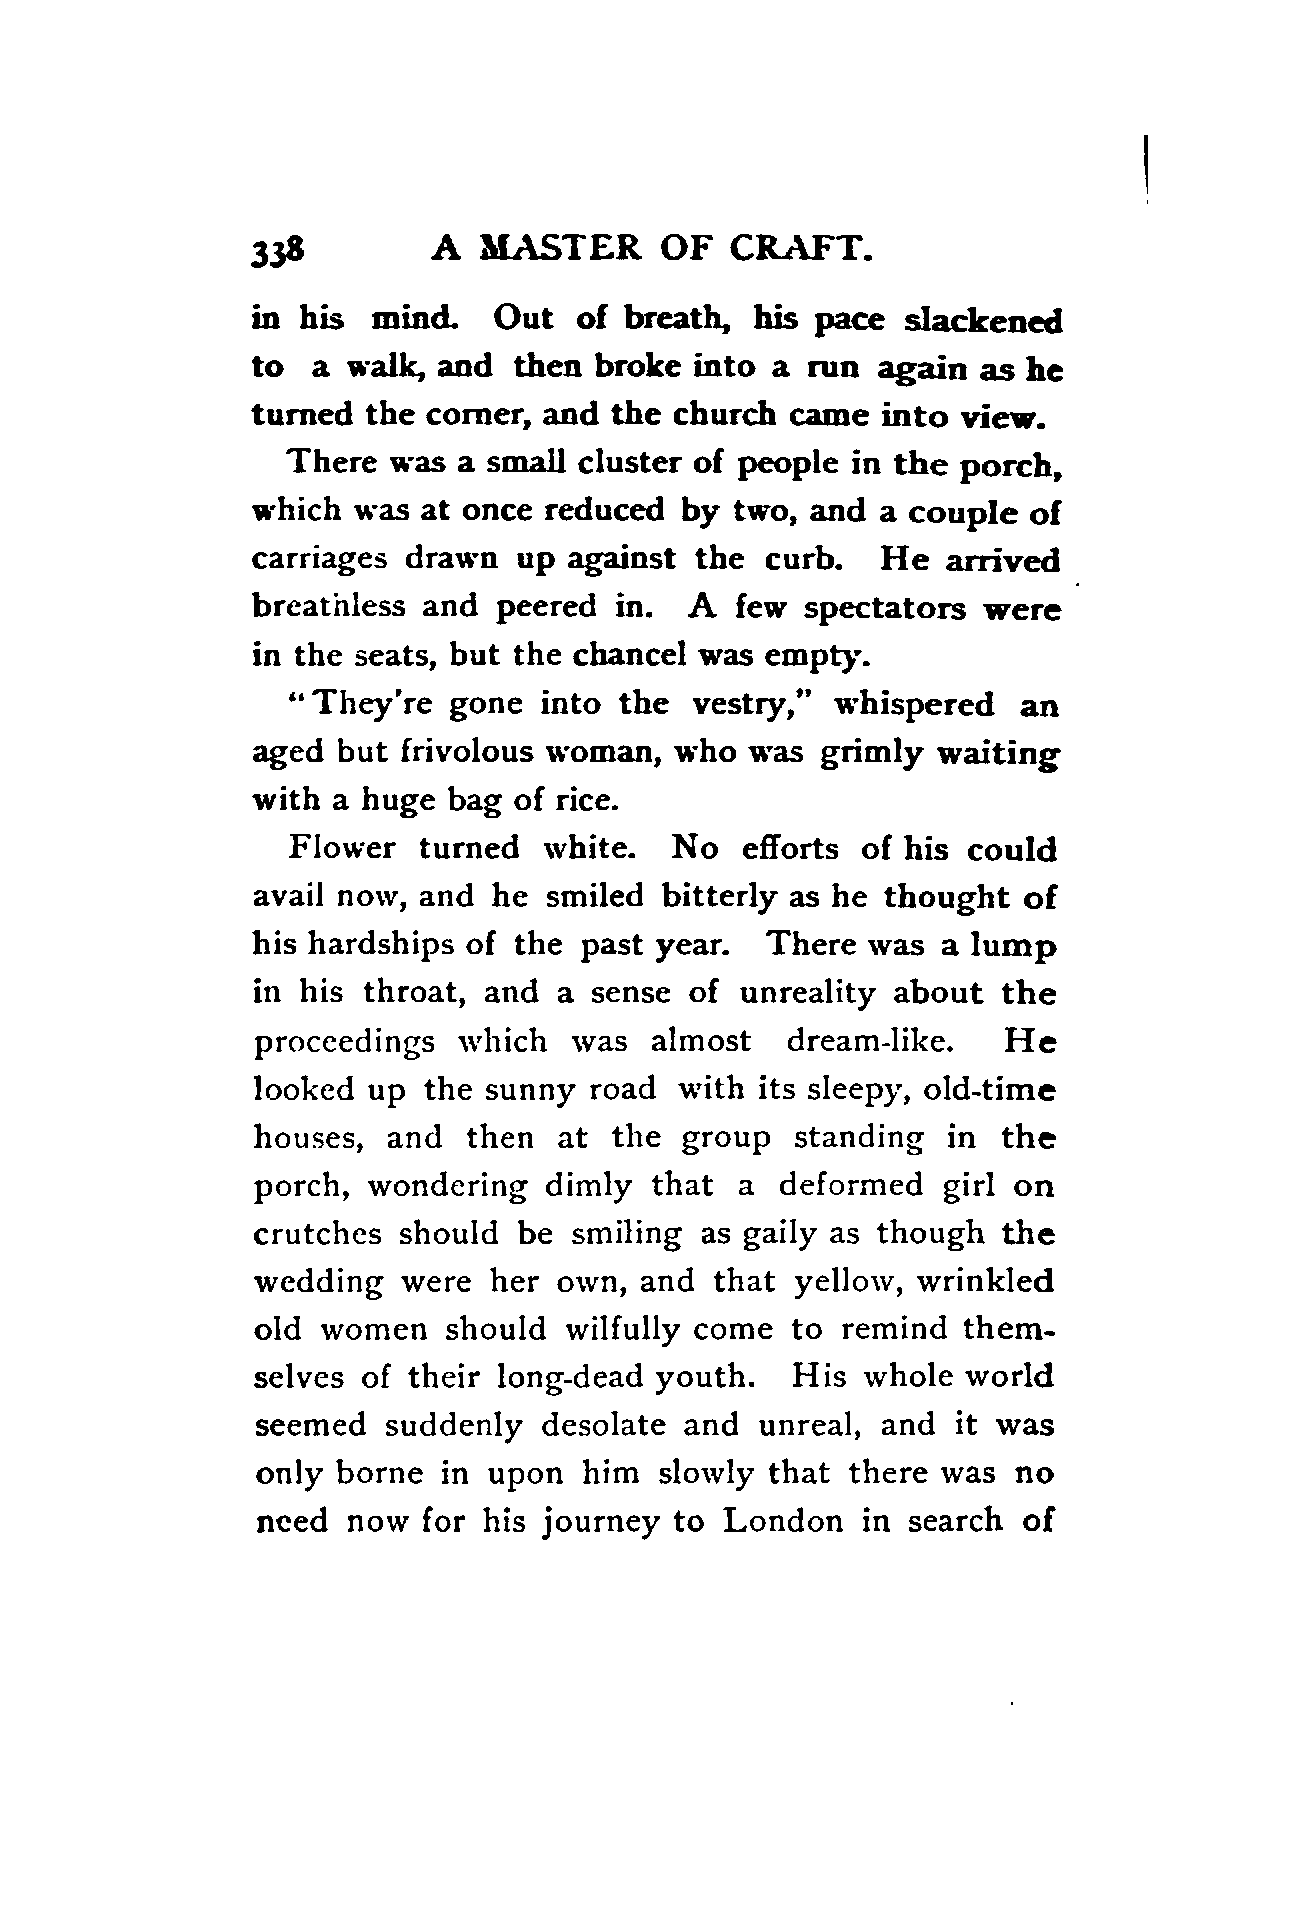 338 A MASTER OF CRAFT.
in his mind. Out of breath, his pace slackened
to a walk, and then broke into a run again as he
turned the corner, and the church came into view.
There was a small cluster of people in the porch,
which was at once reduced by two, and a couple of
carriages drawn up against the curb. He arrived
breathless and peered in. A few spectators were
in the seats, but the chancel was empty.
"They're gone into the vestry," whispered an
aged but frivolous woman, who was grimly waiting
with a huge bag of rice.
Flower turned white. No efforts of his could
avail now, and he smiled bitterly as he thought of
his hardships of the past year. There was a lump
in his throat, and a sense of unreality about the
proceedings which was almost dream-like. He
looked up the sunny road with its sleepy, old-time
houses, and then at the group standing in the
porch, wondering dimly that a deformed girl on
crutches should be smiling as gaily as though the
wedding were her own, and that yellow, wrinkled
old women should wilfully come to remind them-
selves of their long-dead youth. His whole world
seemed suddenly desolate and unreal, and it was
only borne in upon him slowly that there was no
need now for his journey to London in search of